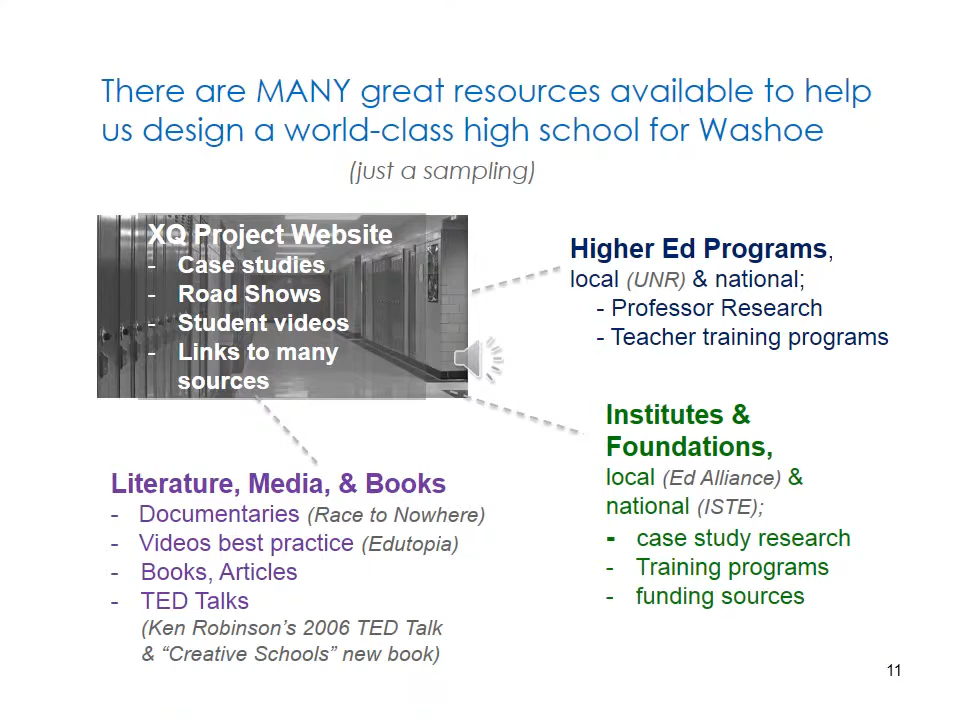 There are MANY great resources available to help
us design a world-class high school for Washoe
(just a sampling)
XQ Project Website
- Case studies
- Road Shows
- Student videos
- Links to many
sources
Higher Ed Programs,
local (UNR) & national;
- Professor Research
- Teacher training programs
Institutes &
Foundations,
local (Ed Alliance) &
national (ISTE);
- case study research
- Training programs
- funding sources
Literature, Media, & Books
- Documentaries (Race to Nowhere)
- Videos best practice (Edutopia)
- Books, Articles
- TED Talks
(Ken Robinson's 2006 TED Talk
& “Creative Schools” new book)
11